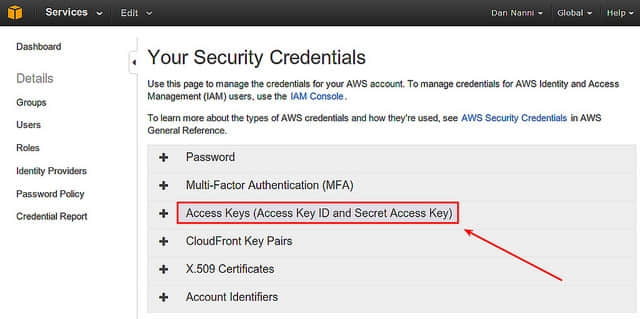 Services Edit Dan Nanni Global Help
Dashboard
Details
Groups
Users
Roles
Identity Providers
Password Policy
Credential Report
Your Security Credentials
Use this page to manage the credentials for your AWS account. To manage credentials for AWS Identity and Access
Management (IAM) users, use the IAM Console.
To learn more about the types of AWS credentials and how they're used, see AWS Security Credentials in AWS
General Reference.
Password
Multi-Factor Authentication (MFA)
Access Keys (Access Key ID and Secret Access Key)
CloudFront Key Pairs
X.509 Certificates
Account Identifiers